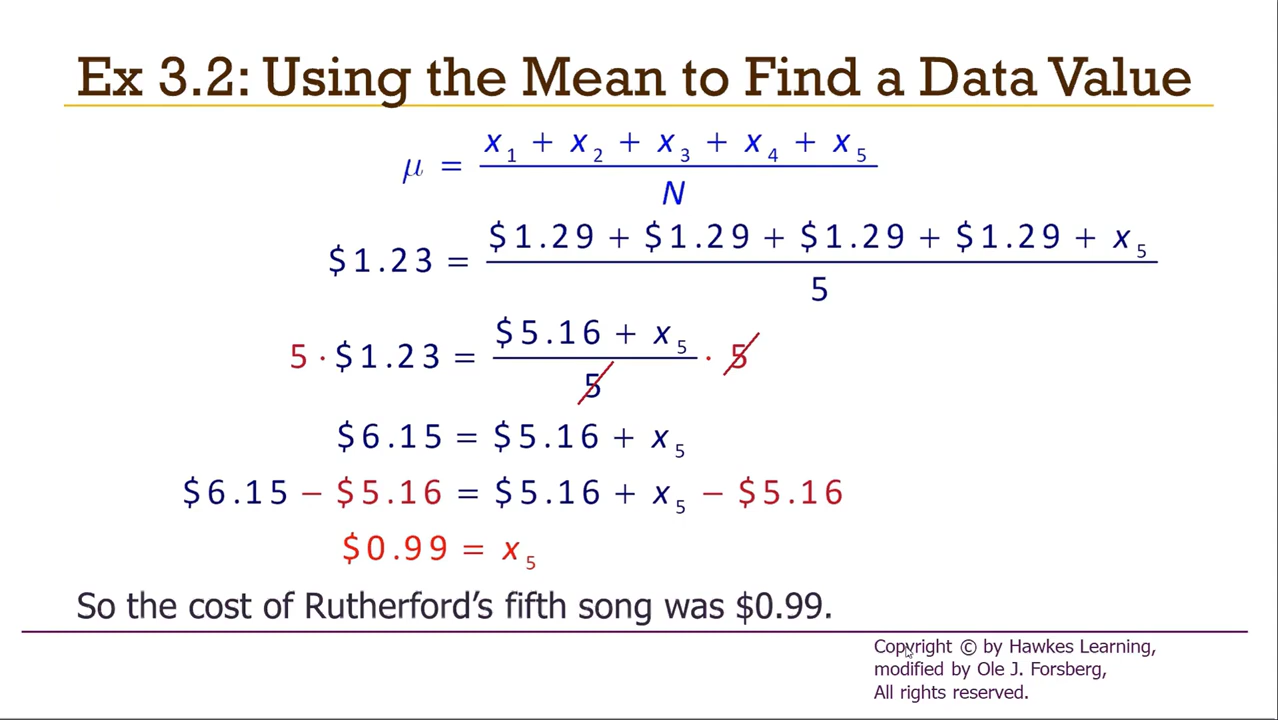 Ex 3.2: Using the Mean to Find a Data Value
μ = (x₁ + x₂ + x₃ + x₄ + x₅) / N
$1.23 = ($1.29 + $1.29 + $1.29 + $1.29 + x₅) / 5
5 · $1.23 = ($5.16 + x₅) / 5 · 5
$6.15 = $5.16 + x₅
$6.15 − $5.16 = $5.16 + x₅ − $5.16
$0.99 = x₅
So the cost of Rutherford’s fifth song was $0.99.
Copyright © by Hawkes Learning,
modified by Ole J. Forsberg,
All rights reserved.